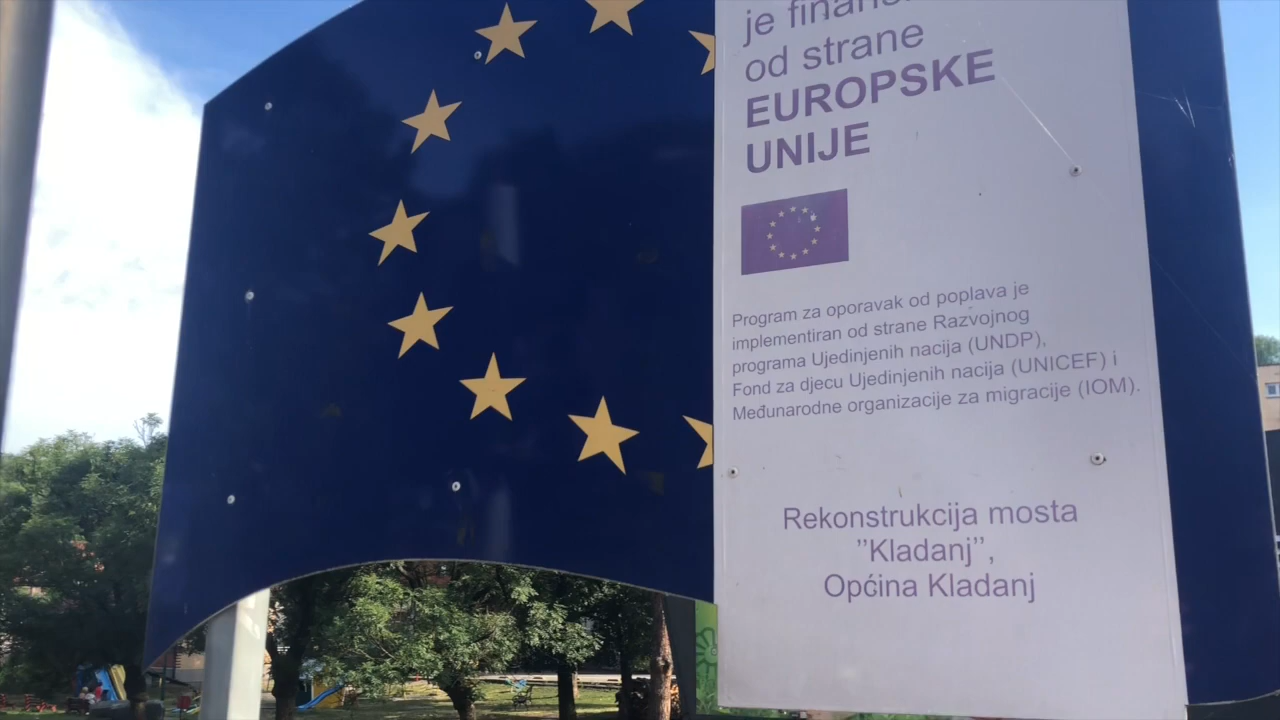 je finans
od strane
EUROPSKE
UNIJE
Program za oporavak od poplava je
implementiran od strane Razvojnog
programa Ujedinjenih nacija (UNDP),
Fond za djecu Ujedinjenih nacija (UNICEF) i
Međunarodne organizacije za migracije (IOM).
Rekonstrukcija mosta
”Kladanj”,
Općina Kladanj